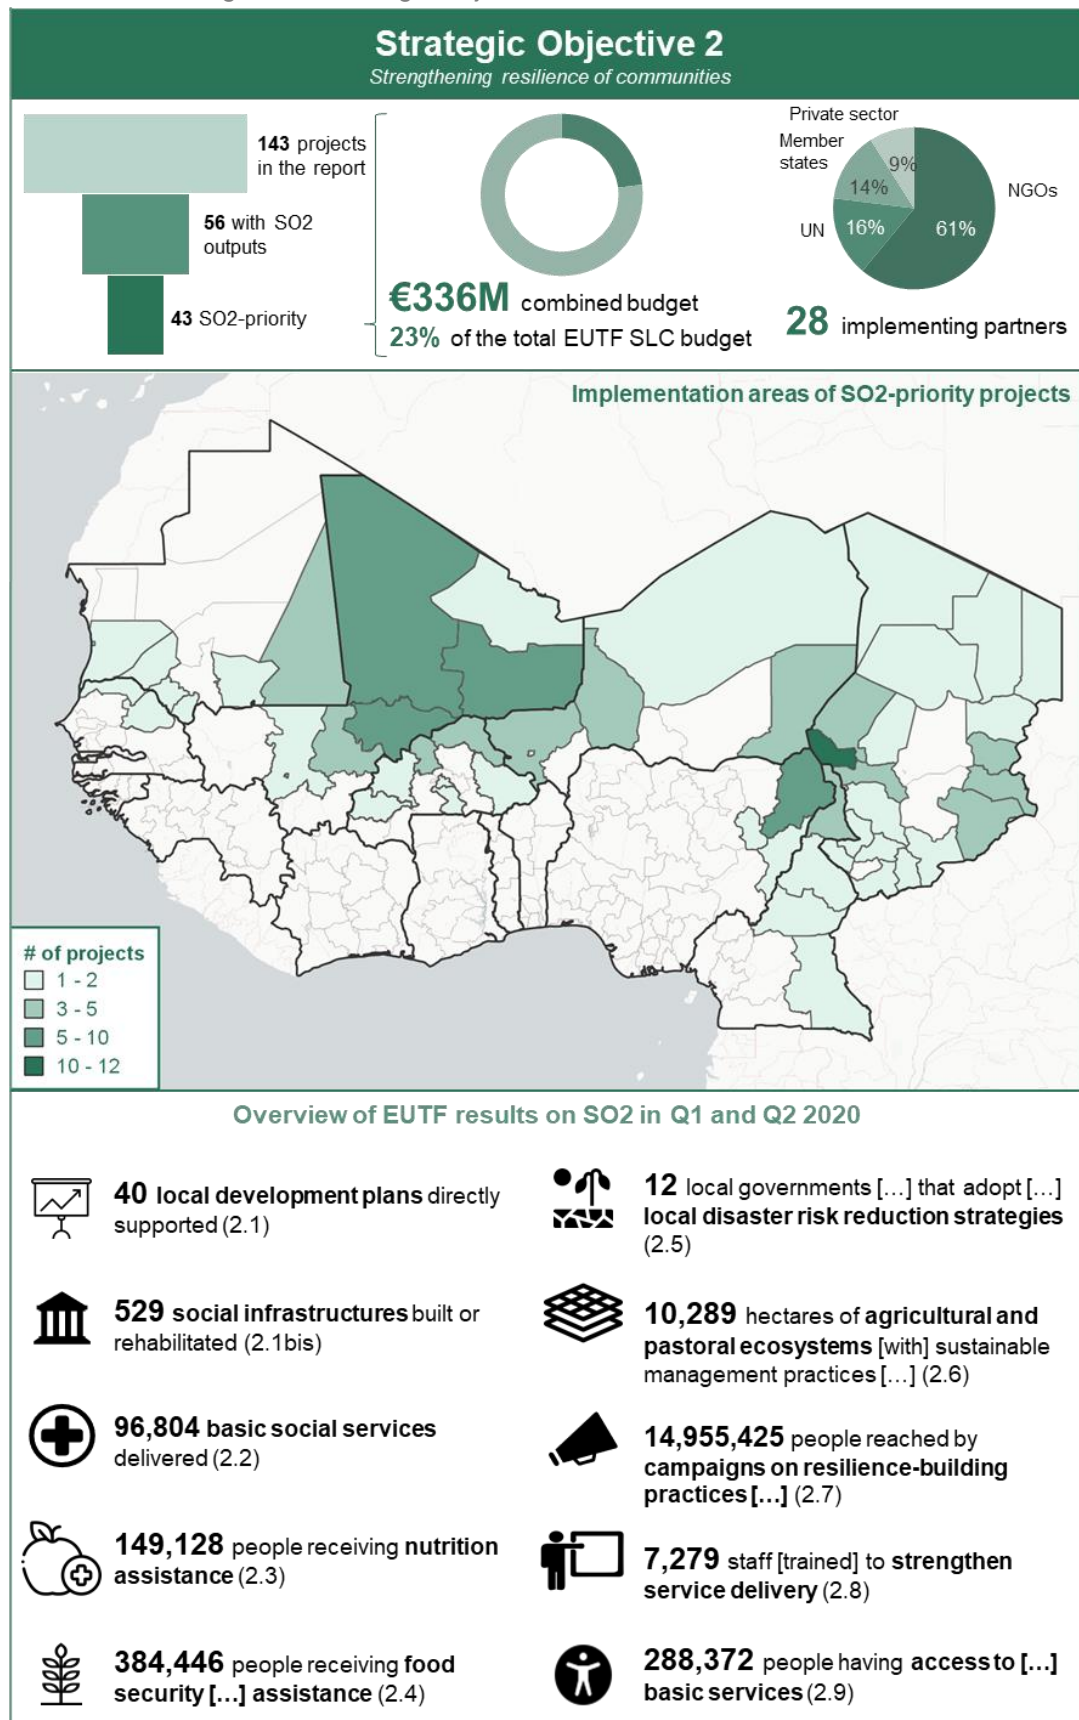 Strategic Objective 2
Strengthening resilience of communities
143 projects
in the report
56 with SO2
outputs
43 SO2-priority
€336M combined budget
23% of the total EUTF SLC budget
Private sector
Member
states
9%
14%
NGOs
UN
16%
61%
28 implementing partners
Implementation areas of SO2-priority projects
# of projects
1 - 2
3 - 5
5 - 10
10 - 12
Overview of EUTF results on SO2 in Q1 and Q2 2020
40 local development plans directly
supported (2.1)
529 social infrastructures built or
rehabilitated (2.1bis)
96,804 basic social services
delivered (2.2)
149,128 people receiving nutrition
assistance (2.3)
384,446 people receiving food
security [...] assistance (2.4)
12 local governments [...] that adopt [...]
local disaster risk reduction strategies
(2.5)
10,289 hectares of agricultural and
pastoral ecosystems [with] sustainable
management practices [...] (2.6)
14,955,425 people reached by
campaigns on resilience-building
practices [...] (2.7)
7,279 staff [trained] to strengthen
service delivery (2.8)
288,372 people having access to [...]
basic services (2.9)